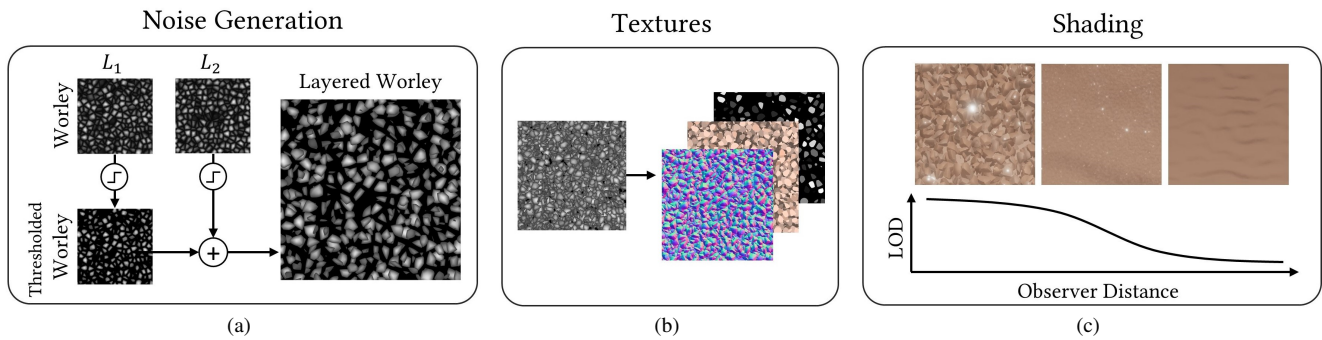 Noise Generation
L₁
L₂
Layered Worley
Worley
Thresholded
Worley
+
(a)
Textures
(b)
Shading
LOD
Observer Distance
(c)